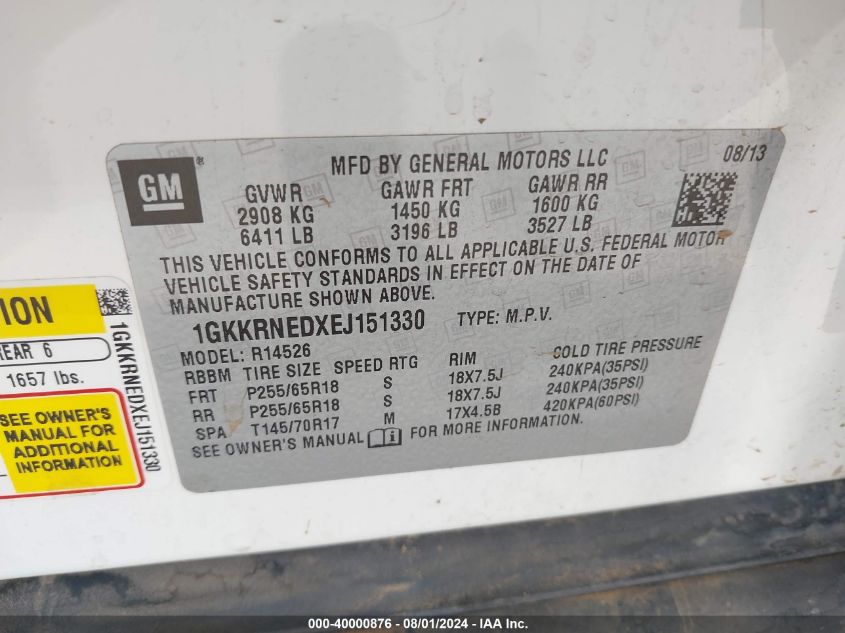 GM®
MFD BY GENERAL MOTORS LLC
08/13
GVWR GAWR FRT GAWR RR
2908 KG 1450 KG 1600 KG
6411 LB 3196 LB 3527 LB
THIS VEHICLE CONFORMS TO ALL APPLICABLE U.S. FEDERAL MOTOR
VEHICLE SAFETY STANDARDS IN EFFECT ON THE DATE OF
MANUFACTURE SHOWN ABOVE.
1GKKRNEDXEJ151330 TYPE: M.P.V.
MODEL: R14526
RBBM TIRE SIZE SPEED RTG RIM COLD TIRE PRESSURE
FRT P255/65R18 S 18X7.5J 240KPA(35PSI)
RR P255/65R18 S 18X7.5J 240KPA(35PSI)
SPA T145/70R17 M 17X4.5B 420KPA(60PSI)
SEE OWNER'S MANUAL FOR MORE INFORMATION.
ION
REAR 6
1657 lbs.
SEE OWNER'S
MANUAL FOR
ADDITIONAL
INFORMATION
1GKKRNEDXEJ151330
000-40000876 - 08/01/2024 - IAA Inc.